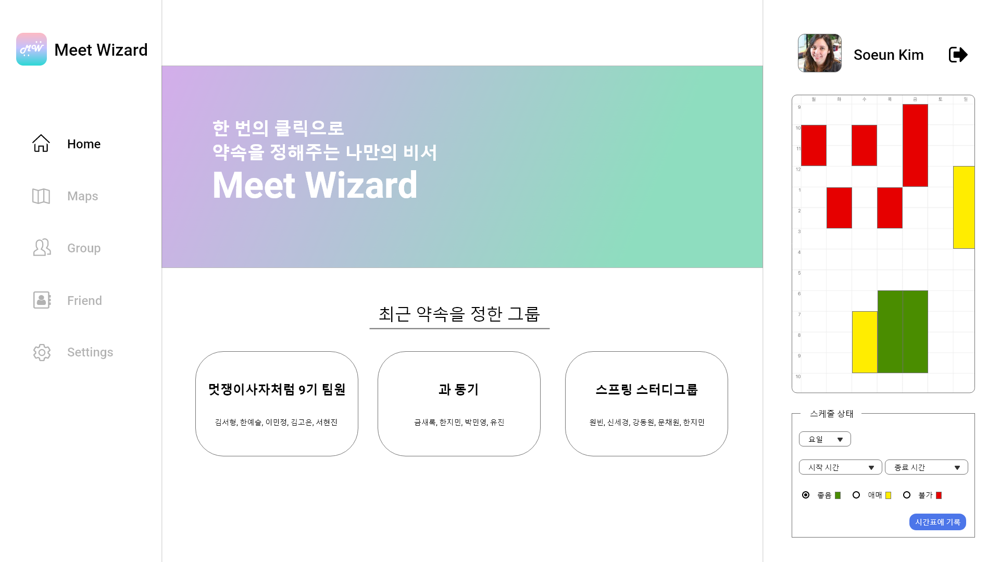 MW
Meet Wizard
Home
Maps
Group
Friend
Settings
한 번의 클릭으로
약속을 정해주는 나만의 비서
Meet Wizard
최근 약속을 정한 그룹
멋쟁이사자처럼 9기 팀원
김서형, 한예슬, 이민정, 김고은, 서현진
과 동기
금새록, 한지민, 박민영, 유진
스프링 스터디그룹
원빈, 신세경, 강동원, 문채원, 한지민
Soeun Kim
월 화 수 목 금 토 일
9
10
11
12
1
2
3
4
5
6
7
8
9
10
스케줄 상태
요일
시작 시간 종료 시간
좋음 애매 불가
시간표에 기록